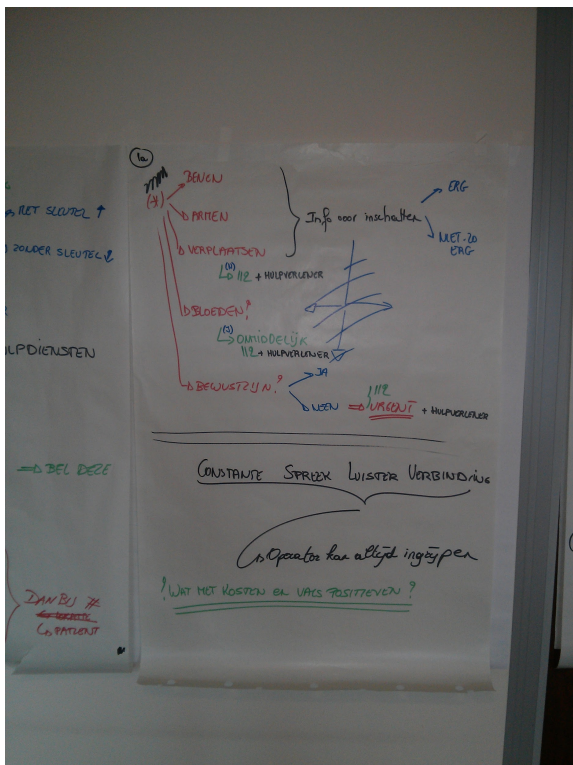 MET SLEUTEL ↑
ZONDER SLEUTEL ↓
LPDIENSTEN
⇒ BEL DEZE
DAN BIJ #
↳ PATIENT
1a
(*)
BENEN
ARMEN
VERPLAATSEN
↳ 112 + HULPVERLENER
BLOEDEN?
↳ ONMIDDELIJK
112 + HULPVERLENER
BEWUSTZIJN?
JA
NEEN ⇒ URGENT + HULPVERLENER
112
Info voor inschatten
ERG
NIET-ZO
ERG
CONSTANTE SPREEK LUISTER VERBINDING
↳ Operator kan altijd ingrijpen
? WAT MET KOSTEN EN VALS POSITIEVEN ?